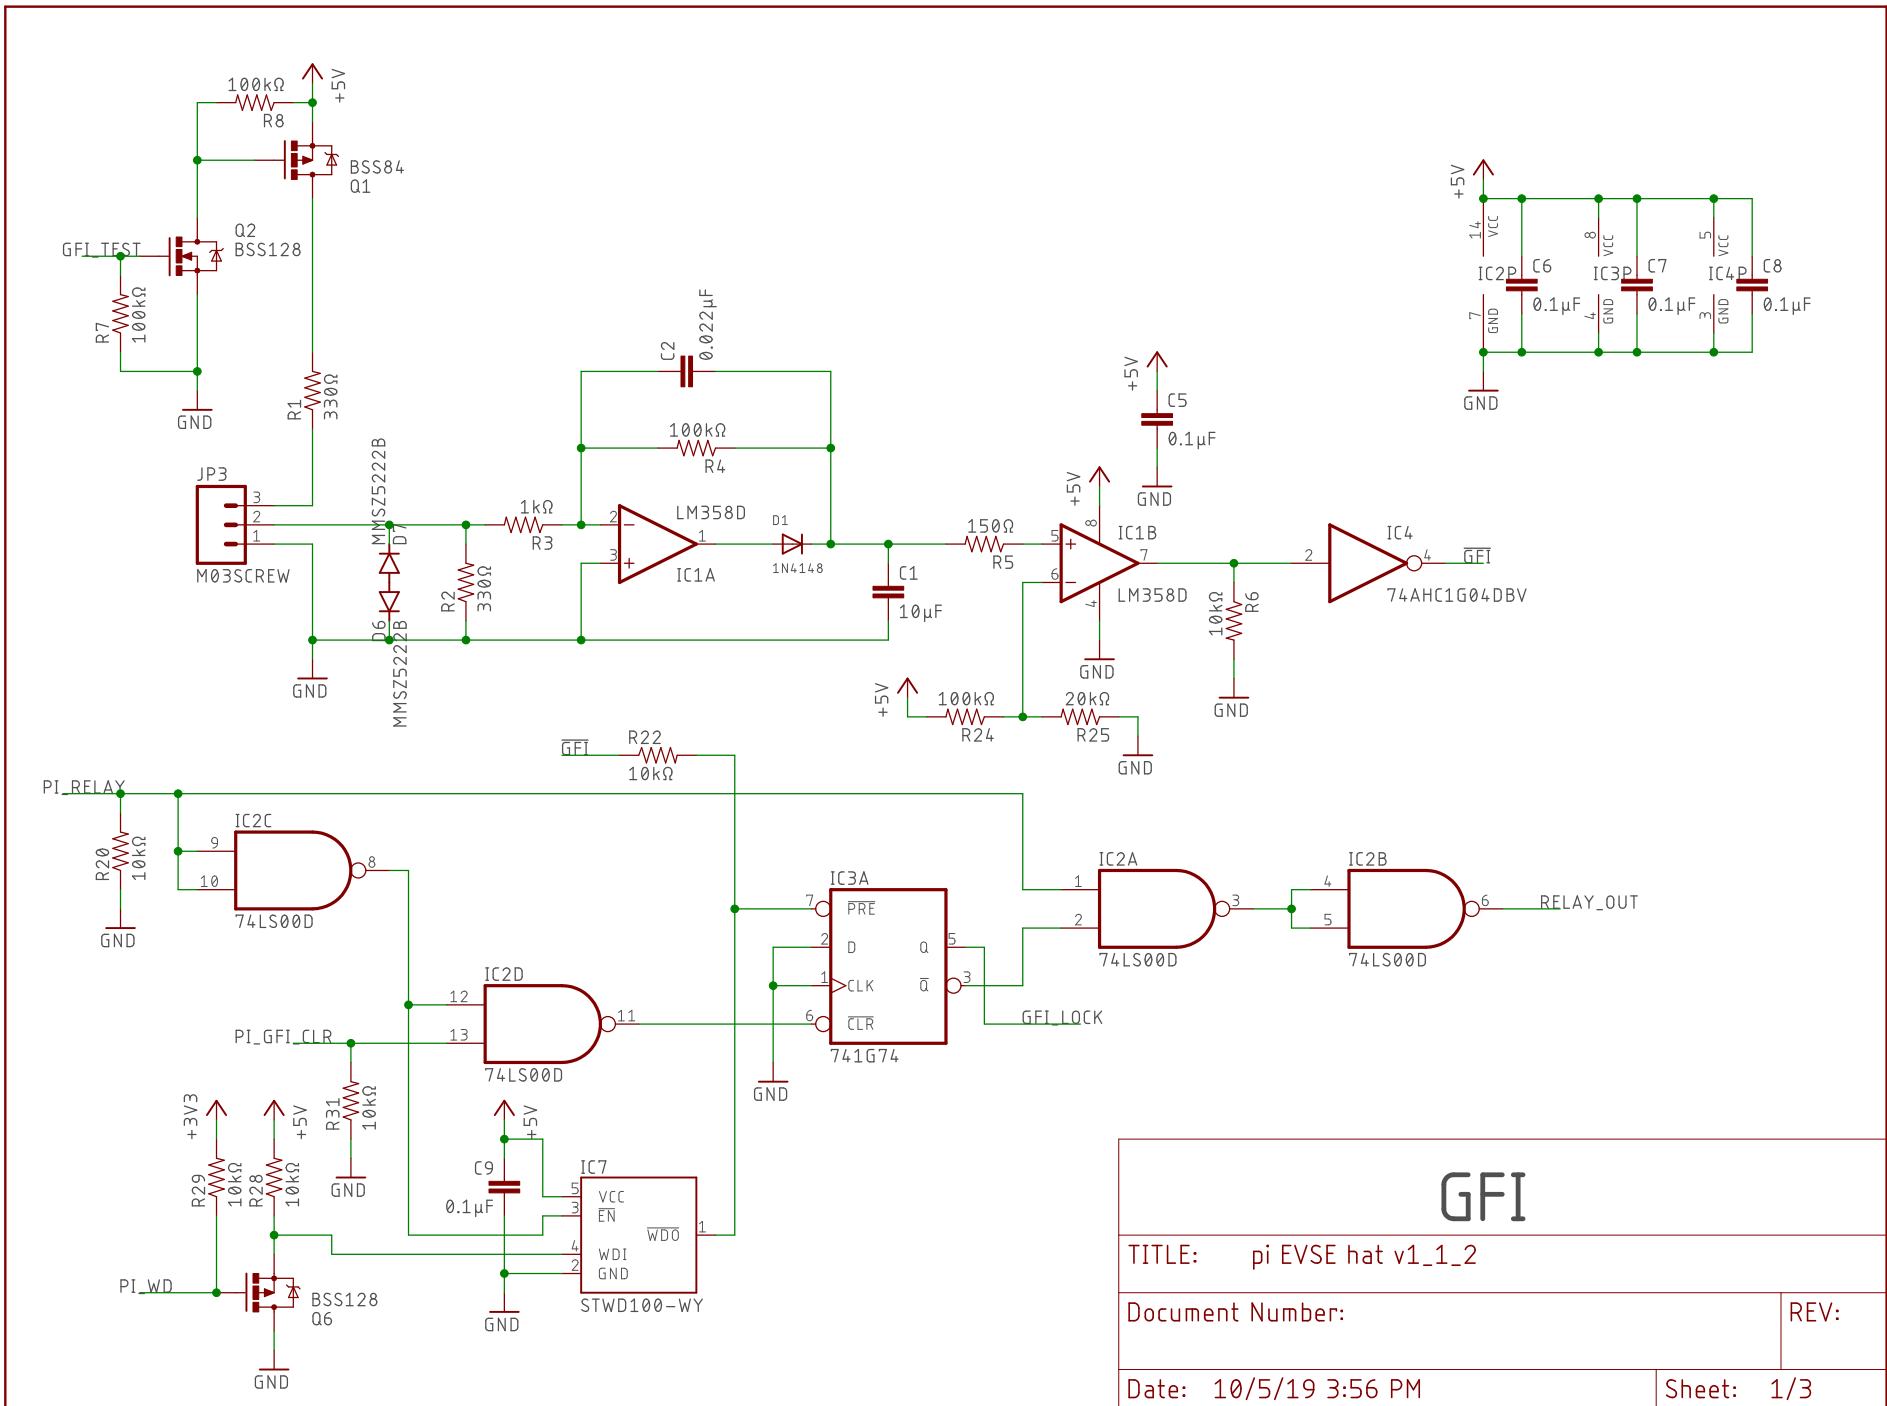 100kΩ
R8
+5V
BSS84
Q1
Q2
BSS128
GFI_TEST
R7
100kΩ
GND
R1
330Ω
JP3
3
2
1
M03SCREW
GND
MMSZ5222B
D7
D6
MMSZ5222B
R2
330Ω
1kΩ
R3
C2
0.022µF
100kΩ
R4
2
3
1
LM358D
IC1A
D1
1N4148
C1
10µF
150Ω
R5
+5V
C5
0.1µF
GND
+5V
8
5
6
7
4
IC1B
LM358D
GND
+5V
100kΩ
R24
20kΩ
R25
GND
10kΩ
R6
GND
2
IC4
4
GFI
74AHC1G04DBV
+5V
14
VCC
IC2P
7
GND
C6
0.1µF
8
VCC
IC3P
4
GND
C7
0.1µF
5
VCC
IC4P
3
GND
C8
0.1µF
GND
GFI
R22
10kΩ
PI_RELAY
R20
10kΩ
GND
IC2C
9
10
8
74LS00D
IC2D
12
13
11
74LS00D
PI_GFI_CLR
R31
10kΩ
GND
IC3A
7
PRE
2
D
Q
5
1
CLK
Q
3
6
CLR
741G74
GND
GFI_LOCK
IC2A
1
2
3
74LS00D
IC2B
4
5
6
74LS00D
RELAY_OUT
+3V3
+5V
R29
10kΩ
R28
10kΩ
PI_WD
BSS128
Q6
GND
+5V
C9
0.1µF
GND
IC7
5
VCC
3
EN
WDO
1
4
WDI
2
GND
STWD100-WY
GFI
TITLE: pi EVSE hat v1_1_2
Document Number:
REV:
Date: 10/5/19 3:56 PM
Sheet: 1/3